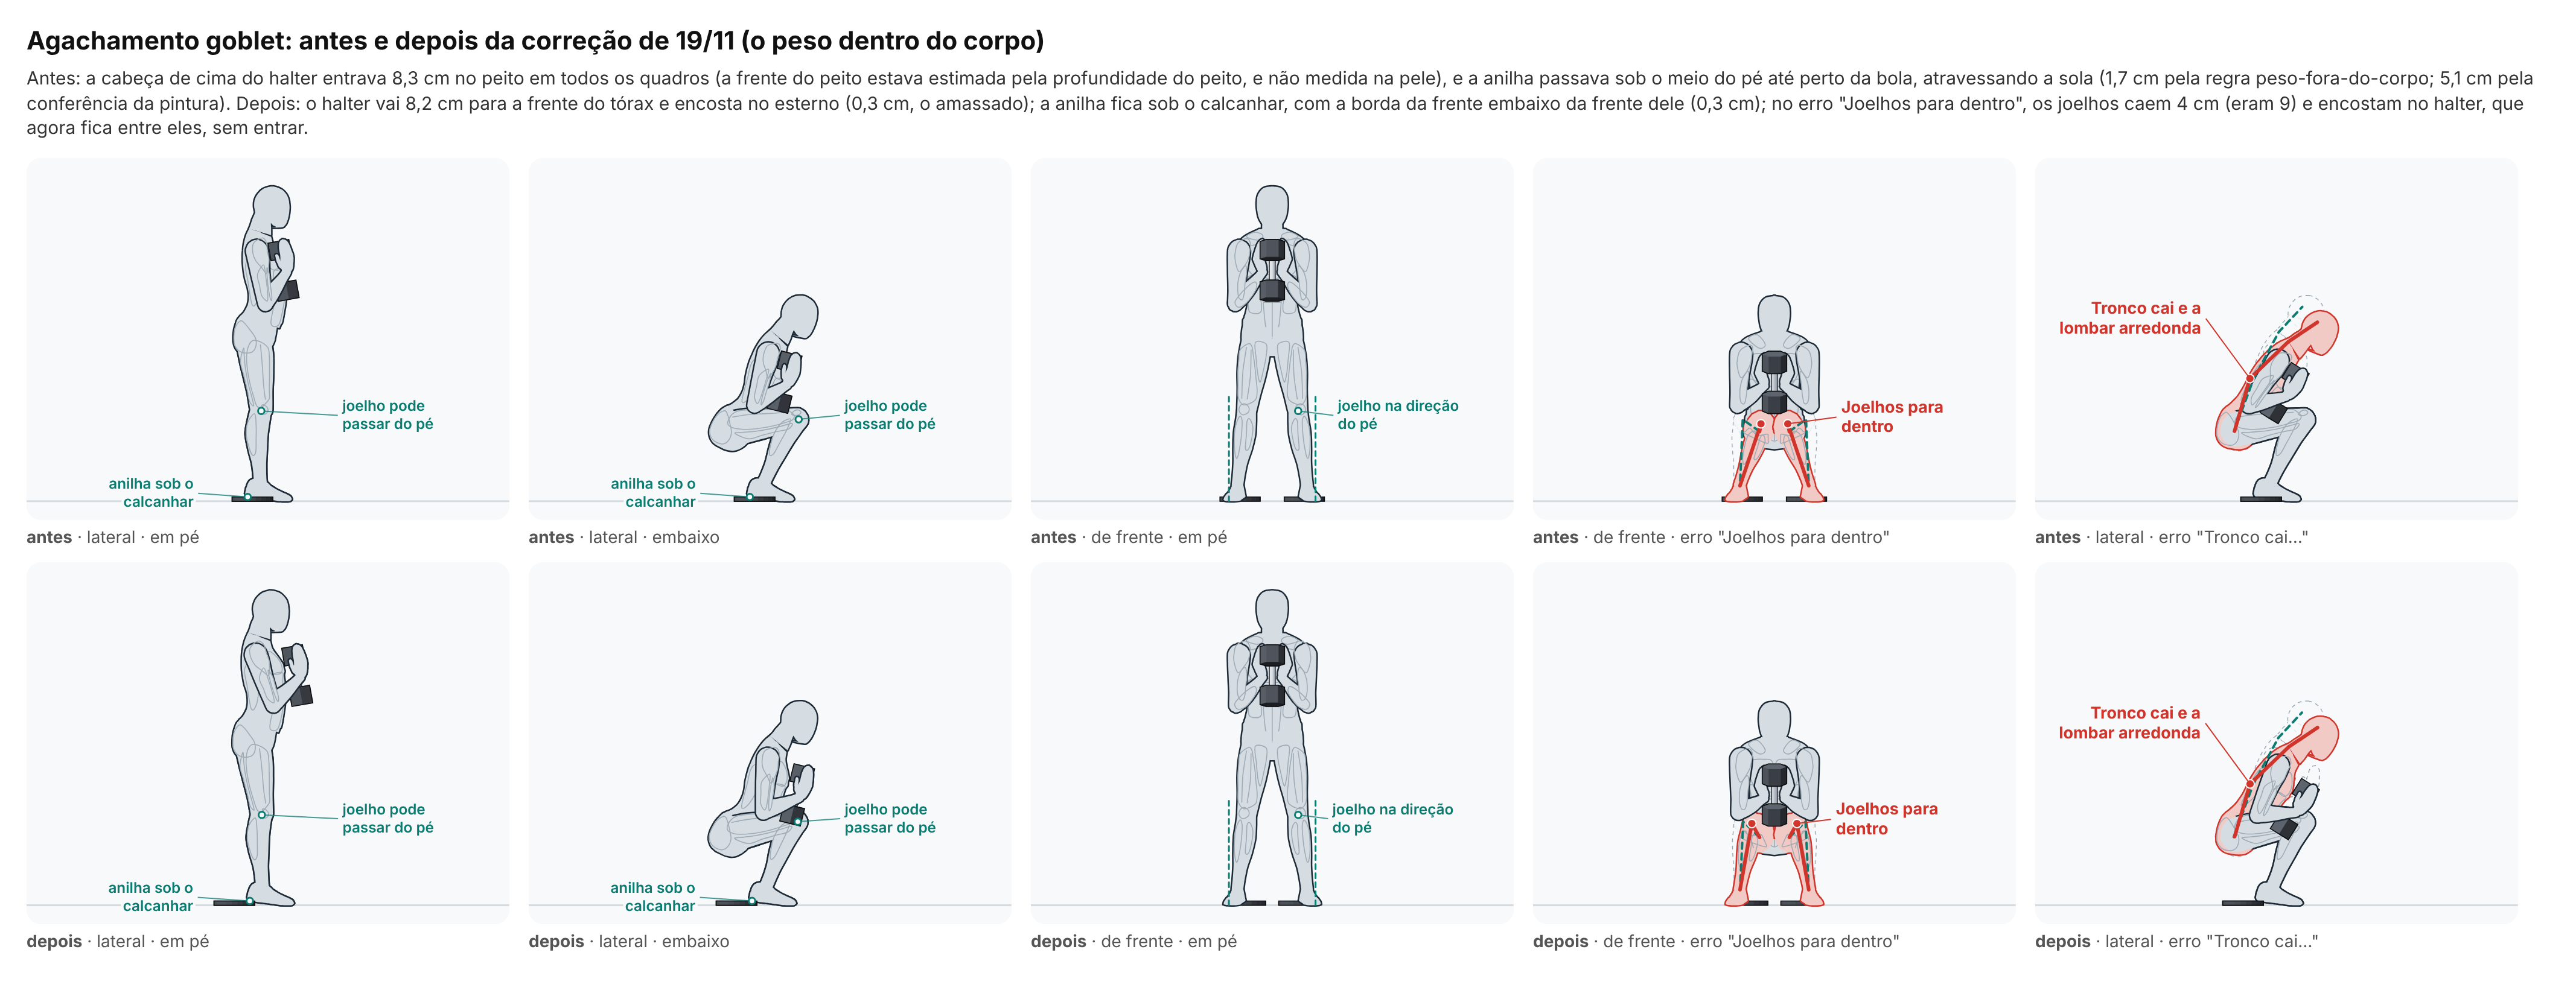 Agachamento goblet: antes e depois da correção de 19/11 (o peso dentro do corpo)
Antes: a cabeça de cima do halter entrava 8,3 cm no peito em todos os quadros (a frente do peito estava estimada pela profundidade do peito, e não medida na pele), e a anilha passava sob o meio do pé até perto da bola, atravessando a sola (1,7 cm pela regra peso-fora-do-corpo; 5,1 cm pela
conferência da pintura). Depois: o halter vai 8,2 cm para a frente do tórax e encosta no esterno (0,3 cm, o amassado); a anilha fica sob o calcanhar, com a borda da frente embaixo da frente dele (0,3 cm); no erro "Joelhos para dentro", os joelhos caem 4 cm (eram 9) e encostam no halter, que
agora fica entre eles, sem entrar.
joelho pode
passar do pé
anilha sob o
calcanhar
antes · lateral · em pé
joelho pode
passar do pé
anilha sob o
calcanhar
antes · lateral · embaixo
joelho na direção
do pé
antes · de frente · em pé
Joelhos para
dentro
antes · de frente · erro "Joelhos para dentro"
Tronco cai e a
lombar arredonda
antes · lateral · erro "Tronco cai..."
joelho pode
passar do pé
anilha sob o
calcanhar
depois · lateral · em pé
joelho pode
passar do pé
anilha sob o
calcanhar
depois · lateral · embaixo
joelho na direção
do pé
depois · de frente · em pé
Joelhos para
dentro
depois · de frente · erro "Joelhos para dentro"
Tronco cai e a
lombar arredonda
depois · lateral · erro "Tronco cai..."